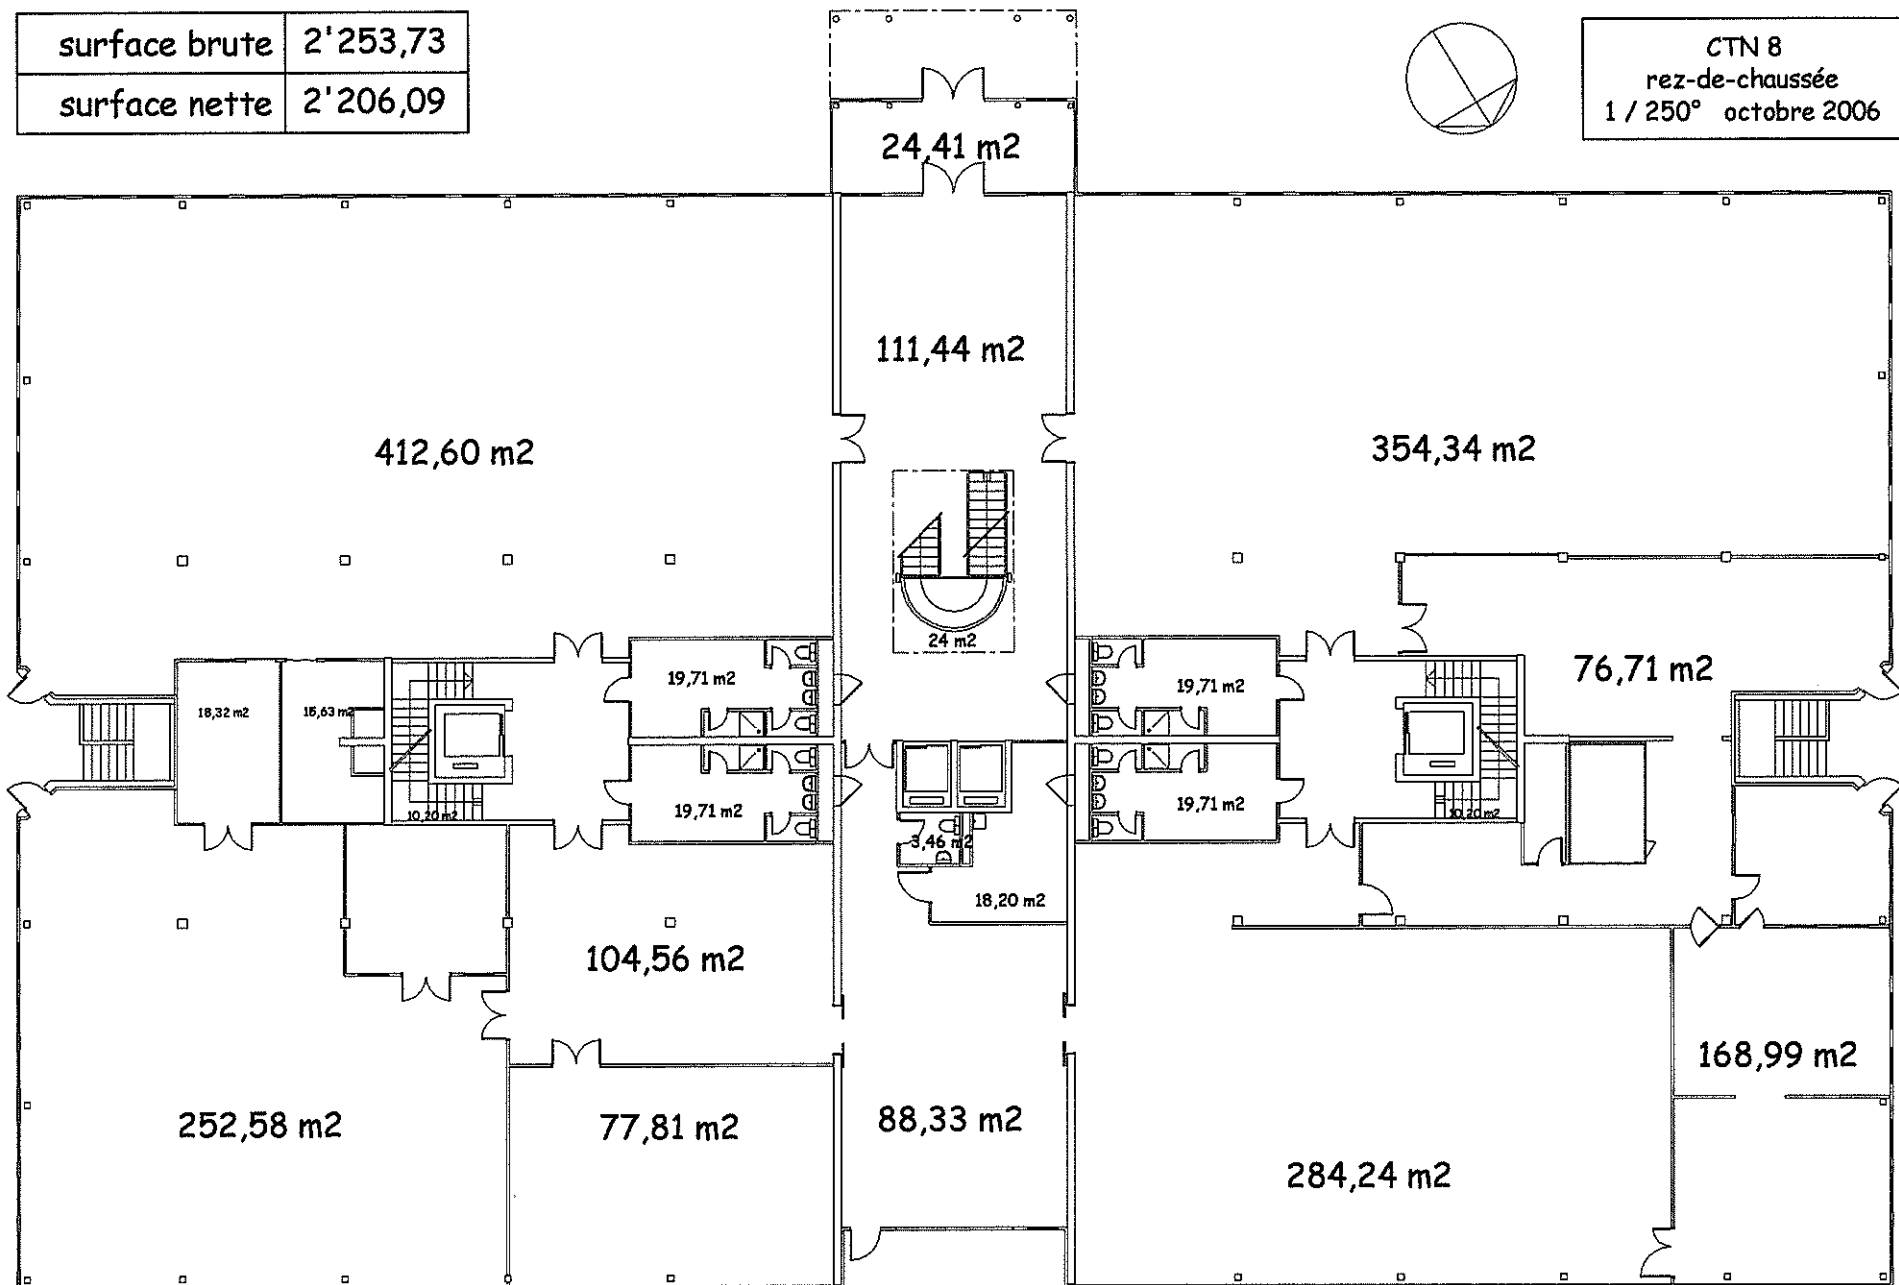 surface brute 2'253,73
surface nette 2'206,09
CTN 8
rez-de-chaussée
1 / 250° octobre 2006
24,41 m2
111,44 m2
412,60 m2
354,34 m2
24 m2
19,71 m2
19,71 m2
76,71 m2
18,32 m2
15,63 m2
19,71 m2
19,71 m2
10,20 m2
10,20 m2
3,46 m2
18,20 m2
104,56 m2
168,99 m2
252,58 m2
77,81 m2
88,33 m2
284,24 m2